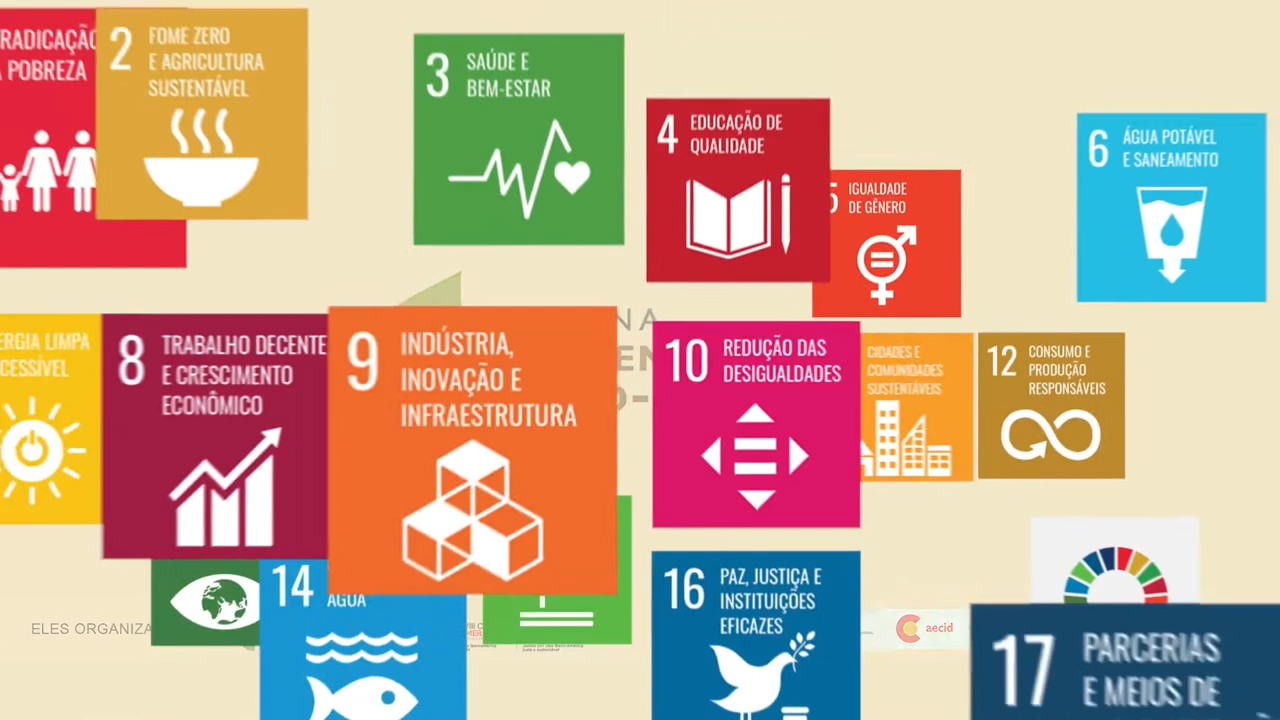 RADICAÇÃO
A POBREZA
2
FOME ZERO
E AGRICULTURA
SUSTENTÁVEL
3
SAÚDE E
BEM-ESTAR
4
EDUCAÇÃO DE
QUALIDADE
5
IGUALDADE
DE GÊNERO
6
ÁGUA POTÁVEL
E SANEAMENTO
ERGIA LIMPA
CESSÍVEL
8
TRABALHO DECENTE
E CRESCIMENTO
ECONÔMICO
9
INDÚSTRIA,
INOVAÇÃO E
INFRAESTRUTURA
NA
EN
O-
10
REDUÇÃO DAS
DESIGUALDADES
CIDADES E
COMUNIDADES
SUSTENTÁVEIS
12
CONSUMO E
PRODUÇÃO
RESPONSÁVEIS
14
ÁGUA
16
PAZ, JUSTIÇA E
INSTITUIÇÕES
EFICAZES
17
PARCERIAS
E MEIOS DE
ELES ORGANIZA
aecid